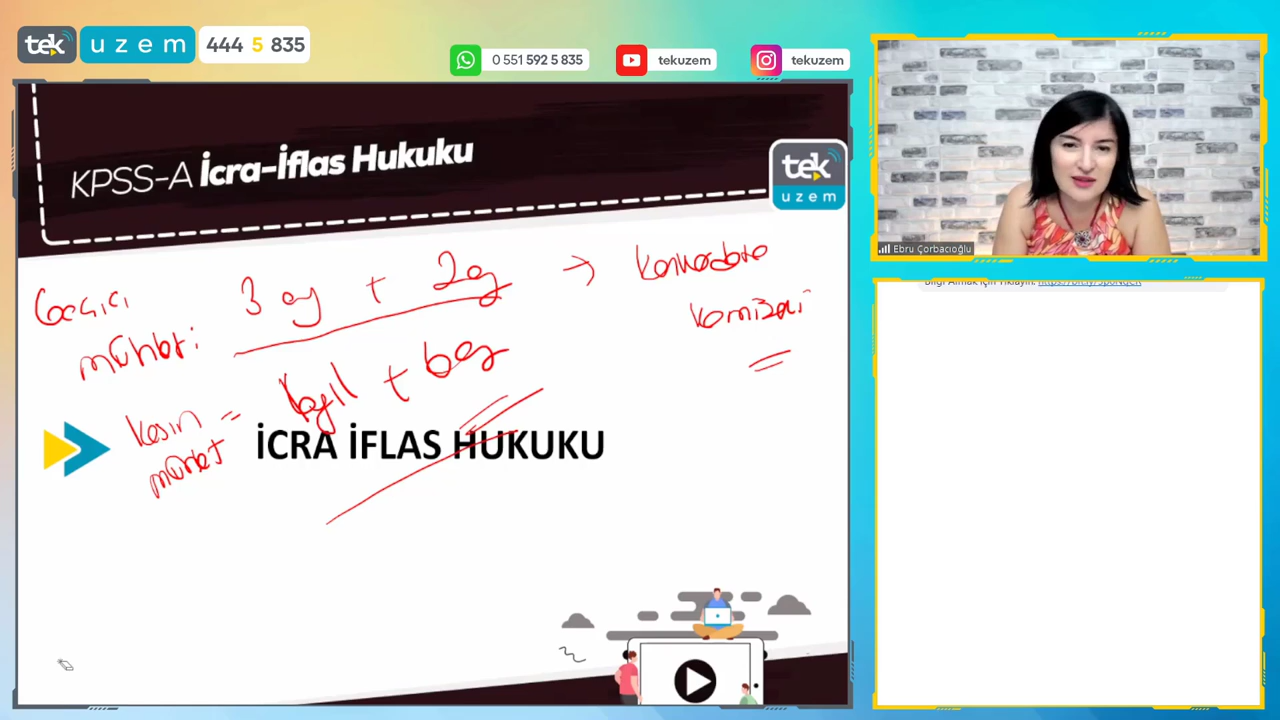 tek uzem 444 5 835
0 551 592 5 835 tekuzem tekuzem
KPSS-A İcra-İflas Hukuku
tek
uzem
Geçici
mühlet:
3 ay + 2 ay → Konkordato
komiseri
Kesin
mühlet =
1 yıl + 6 ay
İCRA İFLAS HUKUKU
Ebru Çorbacıoğlu